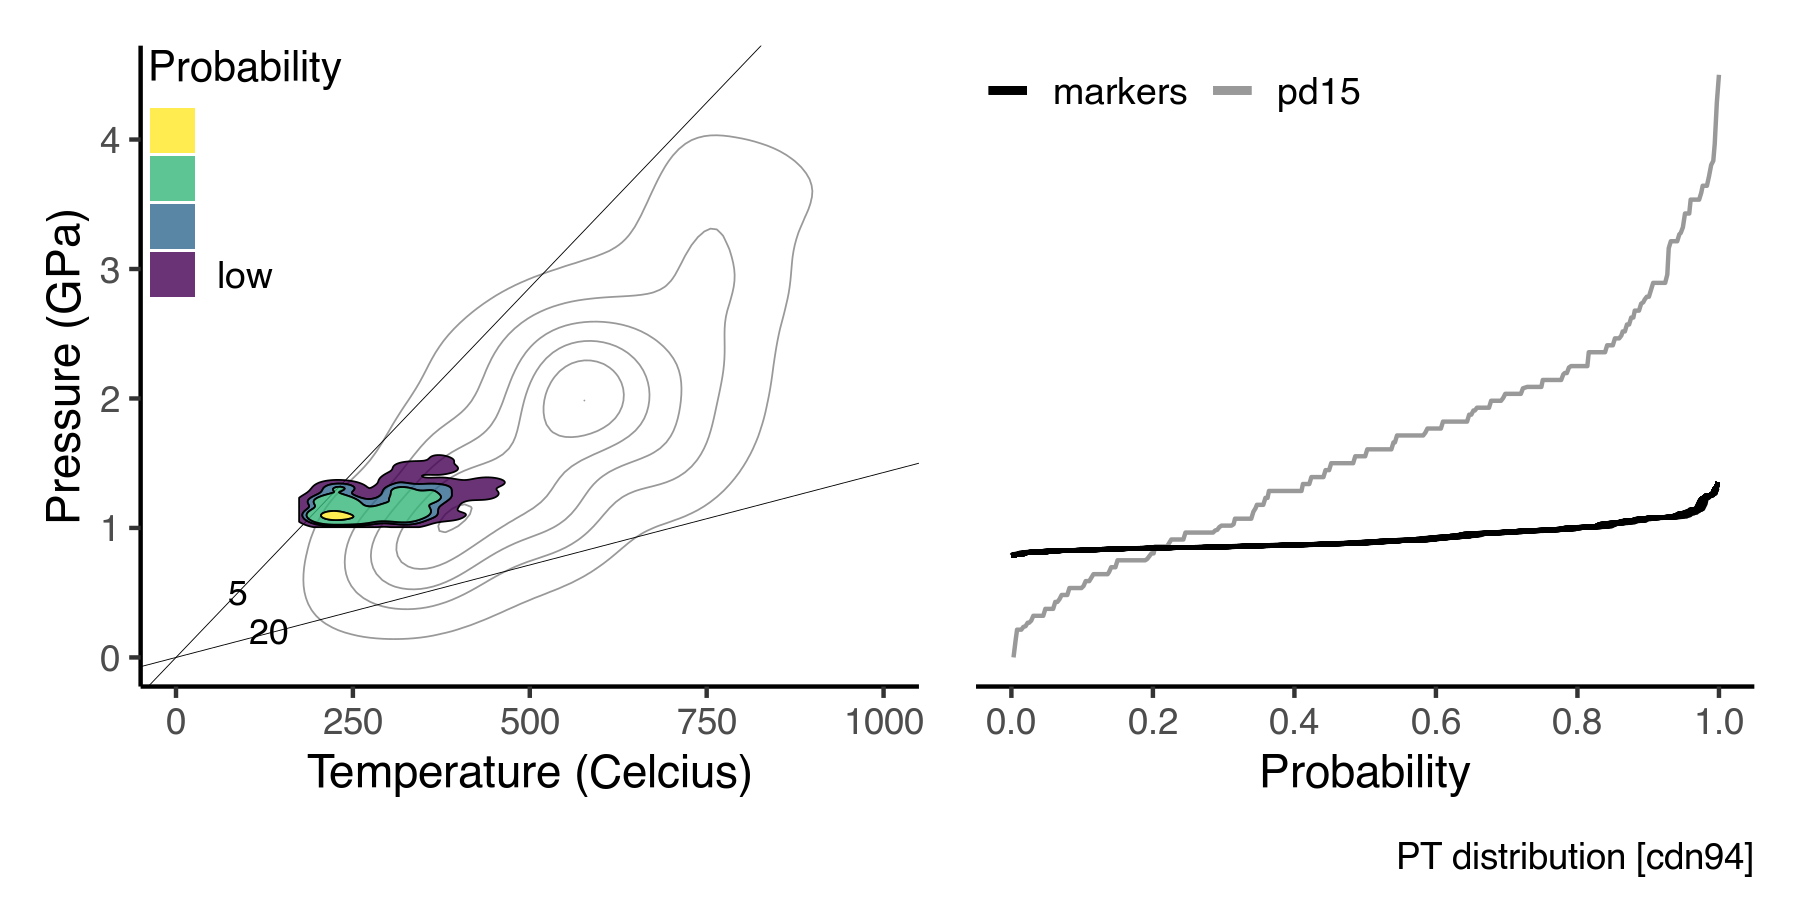 Probability
low
4
3
2
1
0
Pressure (GPa)
5
20
0 250 500 750 1000
Temperature (Celcius)
markers pd15
0.0 0.2 0.4 0.6 0.8 1.0
Probability
PT distribution [cdn94]